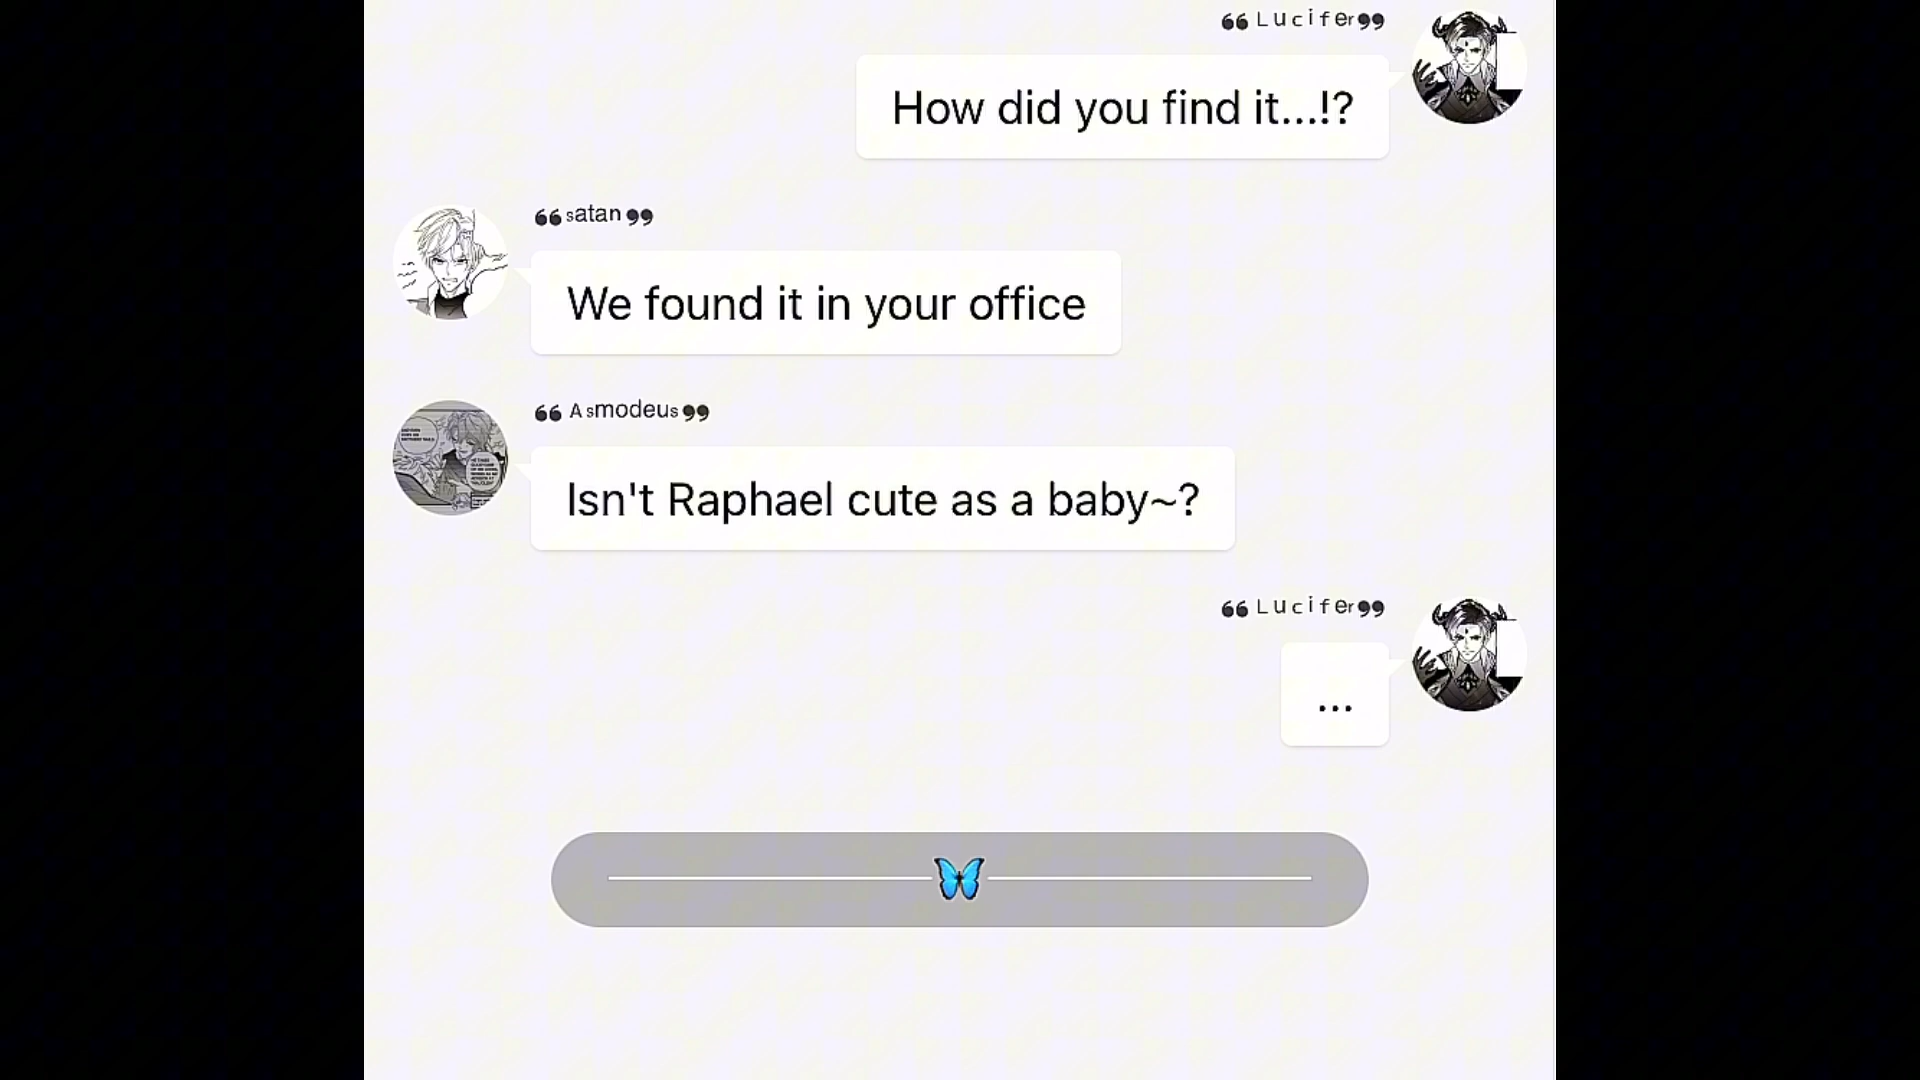 ❝Lucifer❞
How did you find it...!?
❝satan❞
We found it in your office
❝Asmodeus❞
Isn't Raphael cute as a baby~?
❝Lucifer❞
...